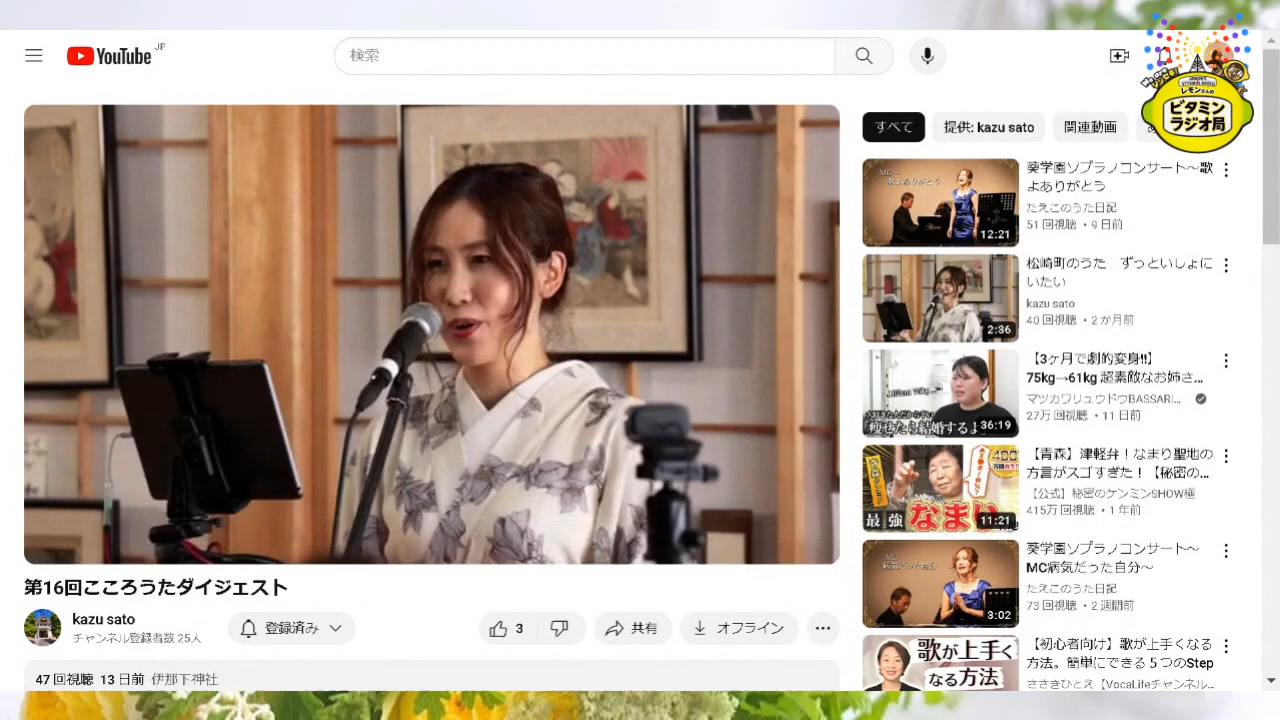 YouTube JP
検索
レモンさんの
ビタミン
ラジオ局
すべて
提供: kazu sato
関連動画
葵学園ソプラノコンサート〜歌
よありがとう
たえこのうた日記
51 回視聴 ・9 日前
12:21
松崎町のうた　ずっといしょに
いたい
kazu sato
40 回視聴 ・2 か月前
2:36
【3ヶ月で劇的変身!!】
75kg→61kg 超素敵なお姉さ...
マツカワリュウドウBASSARI...
27万 回視聴 ・11 日前
36:19
【青森】津軽弁！なまり聖地の
方言がスゴすぎた！【秘密の...
【公式】秘密のケンミンSHOW極
415万 回視聴 ・1 年前
最強 なまり
11:21
葵学園ソプラノコンサート〜
MC病気だった自分〜
たえこのうた日記
73 回視聴 ・2 週間前
MC
病気だった自分
3:02
【初心者向け】歌が上手くなる
方法。簡単にできる５つのStep
ささきひとえ【VocaLifeチャンネル...
歌が上手く
なる方法
第16回こころうたダイジェスト
kazu sato
チャンネル登録者数 25人
登録済み
3
共有
オフライン
47 回視聴 13 日前 伊那下神社